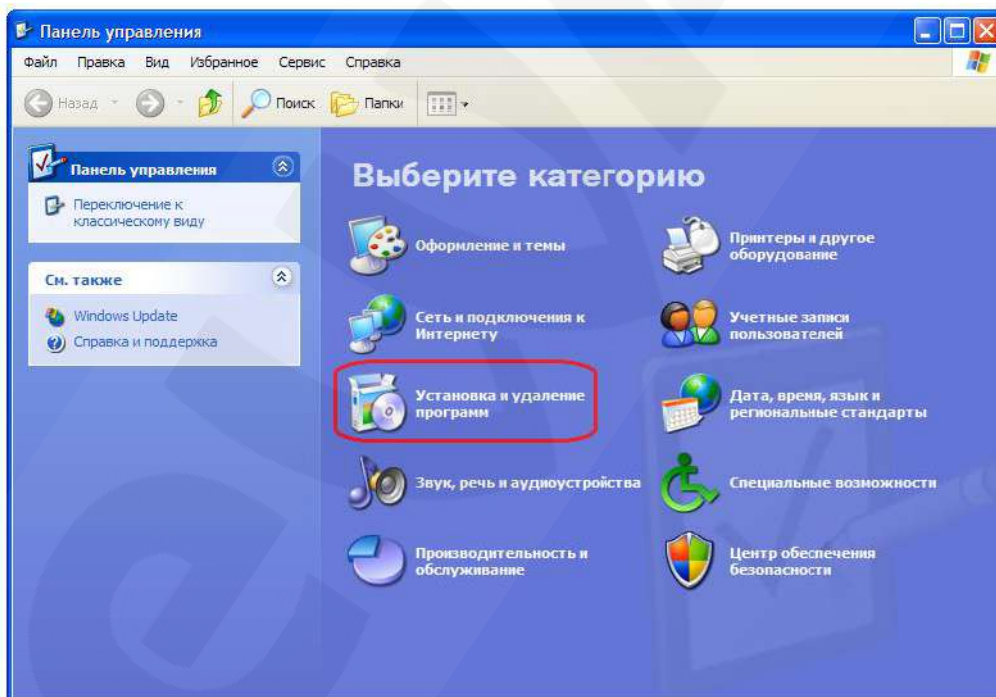 Панель управления
Файл Правка Вид Избранное Сервис Справка
Назад Поиск Папки
Панель управления
Переключение к
классическому виду
См. также
Windows Update
Справка и поддержка
Выберите категорию
Оформление и темы
Принтеры и другое
оборудование
Сеть и подключения к
Интернету
Учетные записи
пользователей
Установка и удаление
программ
Дата, время, язык и
региональные стандарты
Звук, речь и аудиоустройства
Специальные возможности
Производительность и
обслуживание
Центр обеспечения
безопасности